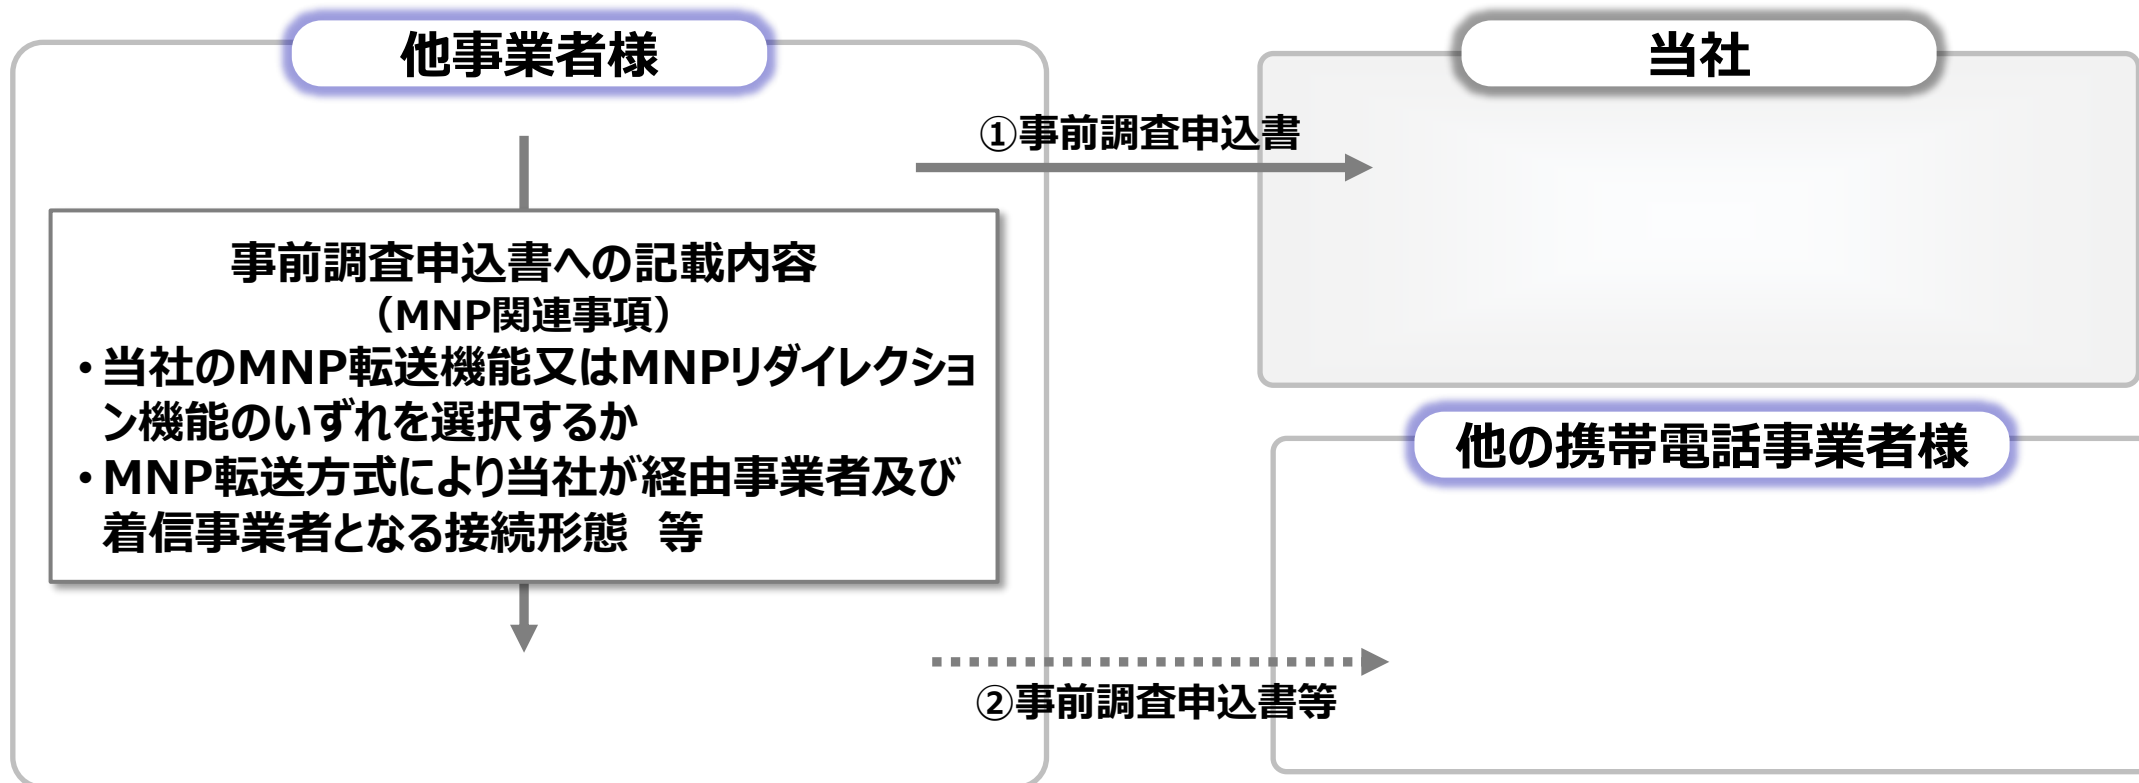 他事業者様
当社
①事前調査申込書
事前調査申込書への記載内容
（MNP関連事項）
・当社のMNP転送機能又はMNPリダイレクショ
ン機能のいずれを選択するか
・MNP転送方式により当社が経由事業者及び
着信事業者となる接続形態　等
他の携帯電話事業者様
②事前調査申込書等